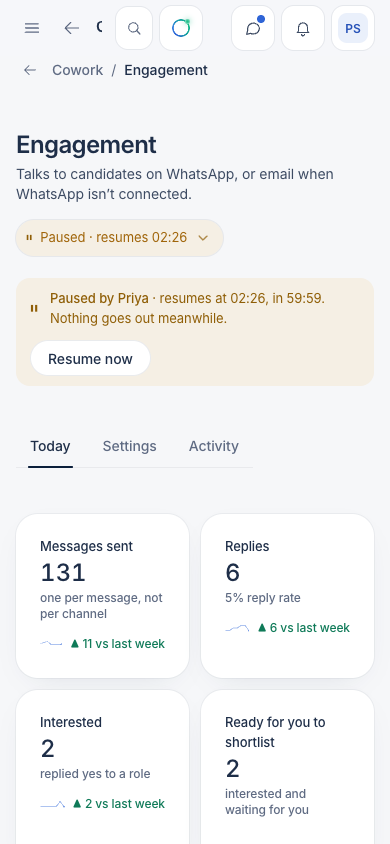 PS
Cowork / Engagement
Engagement
Talks to candidates on WhatsApp, or email when
WhatsApp isn’t connected.
Paused · resumes 02:26
Paused by Priya · resumes at 02:26, in 59:59.
Nothing goes out meanwhile.
Resume now
Today Settings Activity
Messages sent
131
one per message, not
per channel
▲ 11 vs last week
Replies
6
5% reply rate
▲ 6 vs last week
Interested
2
replied yes to a role
▲ 2 vs last week
Ready for you to
shortlist
2
interested and
waiting for you